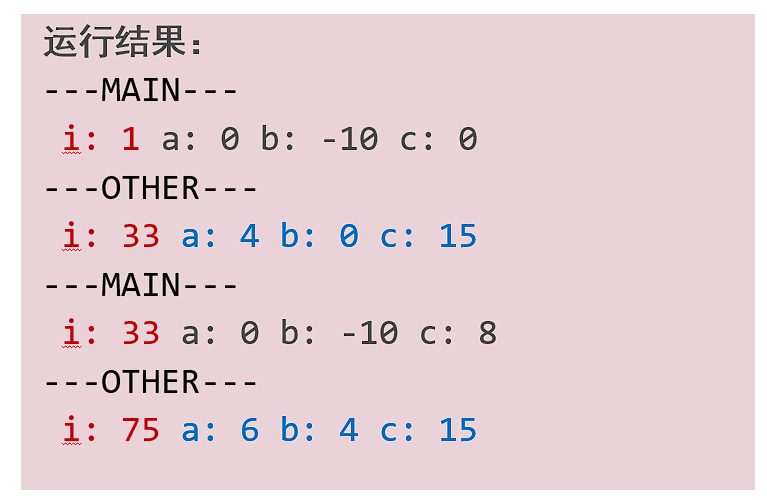 运行结果：
---MAIN---
i: 1 a: 0 b: -10 c: 0
---OTHER---
i: 33 a: 4 b: 0 c: 15
---MAIN---
i: 33 a: 0 b: -10 c: 8
---OTHER---
i: 75 a: 6 b: 4 c: 15